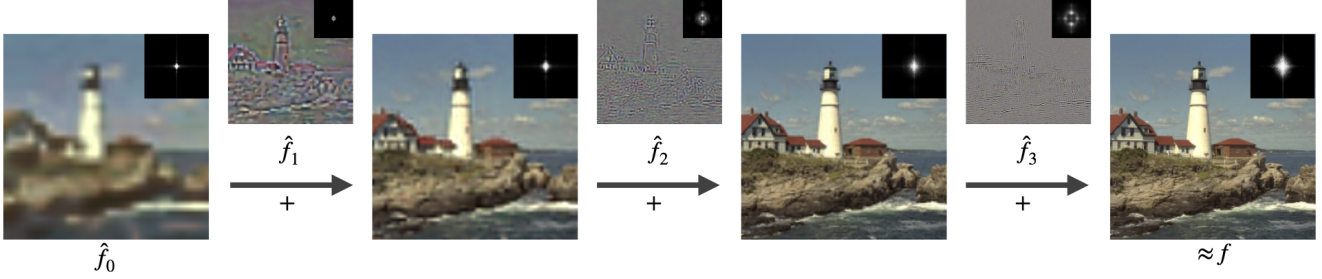 f̂₁
f̂₂
f̂₃
+
+
+
f̂₀
≈ f